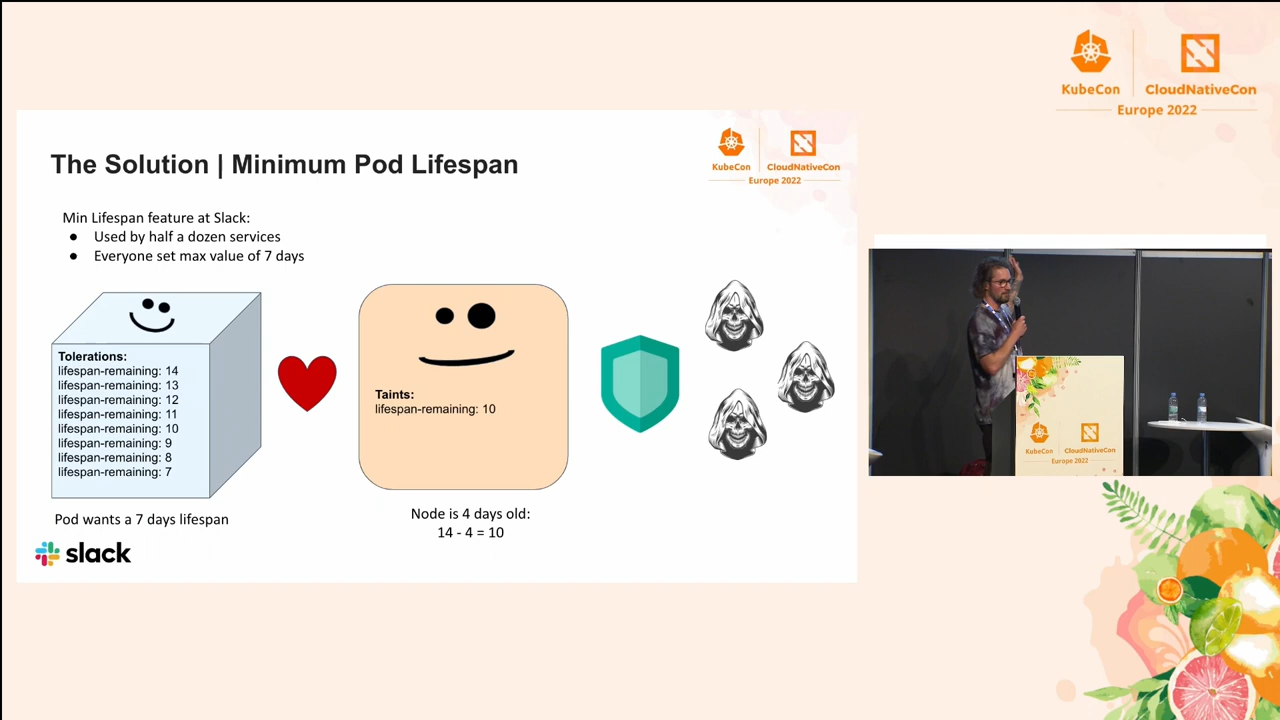 KubeCon
CloudNativeCon
Europe 2022
KubeCon
CloudNativeCon
Europe 2022
The Solution | Minimum Pod Lifespan
Min Lifespan feature at Slack:
● Used by half a dozen services
● Everyone set max value of 7 days
Tolerations:
lifespan-remaining: 14
lifespan-remaining: 13
lifespan-remaining: 12
lifespan-remaining: 11
lifespan-remaining: 10
lifespan-remaining: 9
lifespan-remaining: 8
lifespan-remaining: 7
Pod wants a 7 days lifespan
Taints:
lifespan-remaining: 10
Node is 4 days old:
14 - 4 = 10
slack
KubeCon
CloudNativeCon
Europe 2022